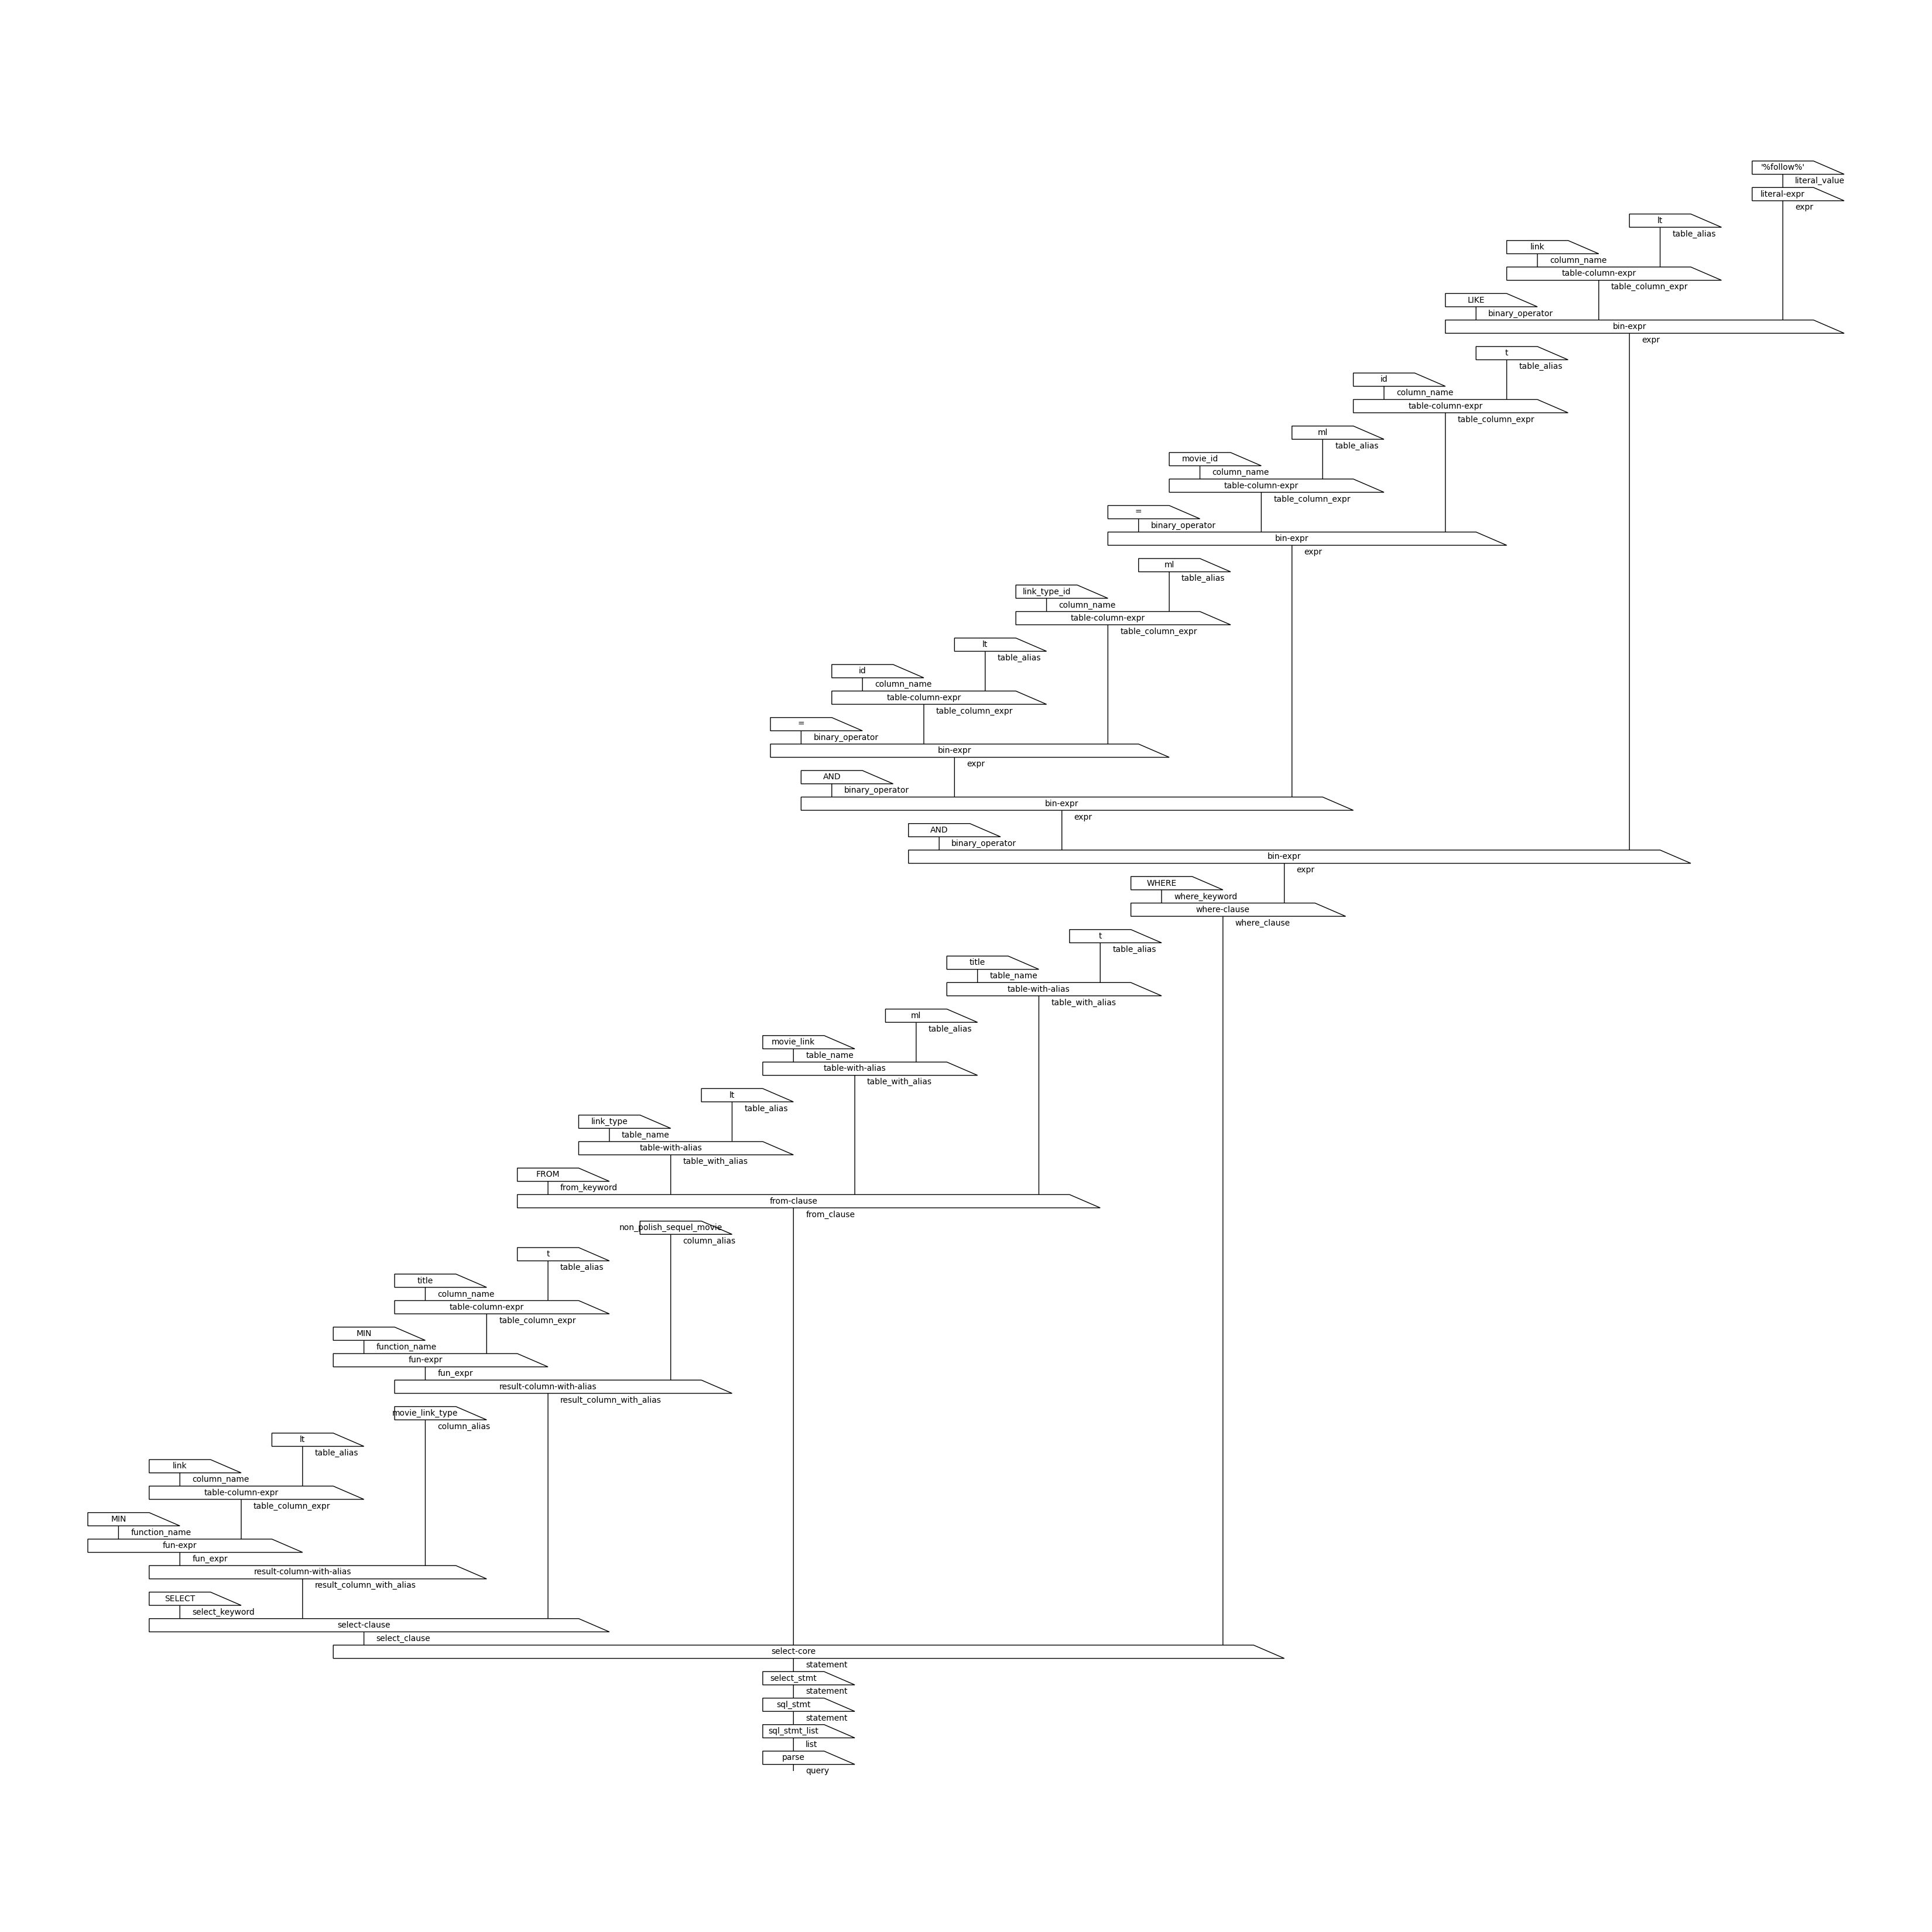 '%follow%'
literal_value
literal-expr
expr
lt
table_alias
link
column_name
table-column-expr
table_column_expr
LIKE
binary_operator
bin-expr
expr
t
table_alias
id
column_name
table-column-expr
table_column_expr
ml
table_alias
movie_id
column_name
table-column-expr
table_column_expr
=
binary_operator
bin-expr
expr
ml
table_alias
link_type_id
column_name
table-column-expr
table_column_expr
lt
table_alias
id
column_name
table-column-expr
table_column_expr
=
binary_operator
bin-expr
expr
AND
binary_operator
bin-expr
expr
AND
binary_operator
bin-expr
expr
WHERE
where_keyword
where-clause
where_clause
t
table_alias
title
table_name
table-with-alias
table_with_alias
ml
table_alias
movie_link
table_name
table-with-alias
table_with_alias
lt
table_alias
link_type
table_name
table-with-alias
table_with_alias
FROM
from_keyword
from-clause
from_clause
non_polish_sequel_movie
column_alias
t
table_alias
title
column_name
table-column-expr
table_column_expr
MIN
function_name
fun-expr
fun_expr
result-column-with-alias
result_column_with_alias
movie_link_type
column_alias
lt
table_alias
link
column_name
table-column-expr
table_column_expr
MIN
function_name
fun-expr
fun_expr
result-column-with-alias
result_column_with_alias
SELECT
select_keyword
select-clause
select_clause
select-core
statement
select_stmt
statement
sql_stmt
statement
sql_stmt_list
list
parse
query